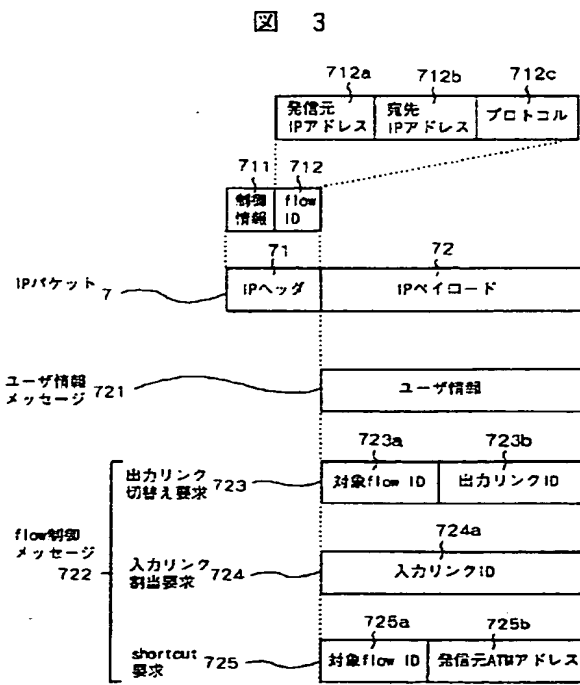 図 3
712a 712b 712c
発信元 宛先 プロトコル
IPアドレス IPアドレス
711 712
制御 flow
情報 ID
71 72
IPパケット 7 IPヘッダ IPペイロード
ユーザ情報
メッセージ 721 ユーザ情報
723a 723b
出力リンク
切替え要求 723 対象flow ID 出力リンクID
flow制御
メッセージ
722
724a
入力リンク
割当要求 724 入力リンクID
725a 725b
shortcut
要求 725 対象flow ID 発信元ATMアドレス